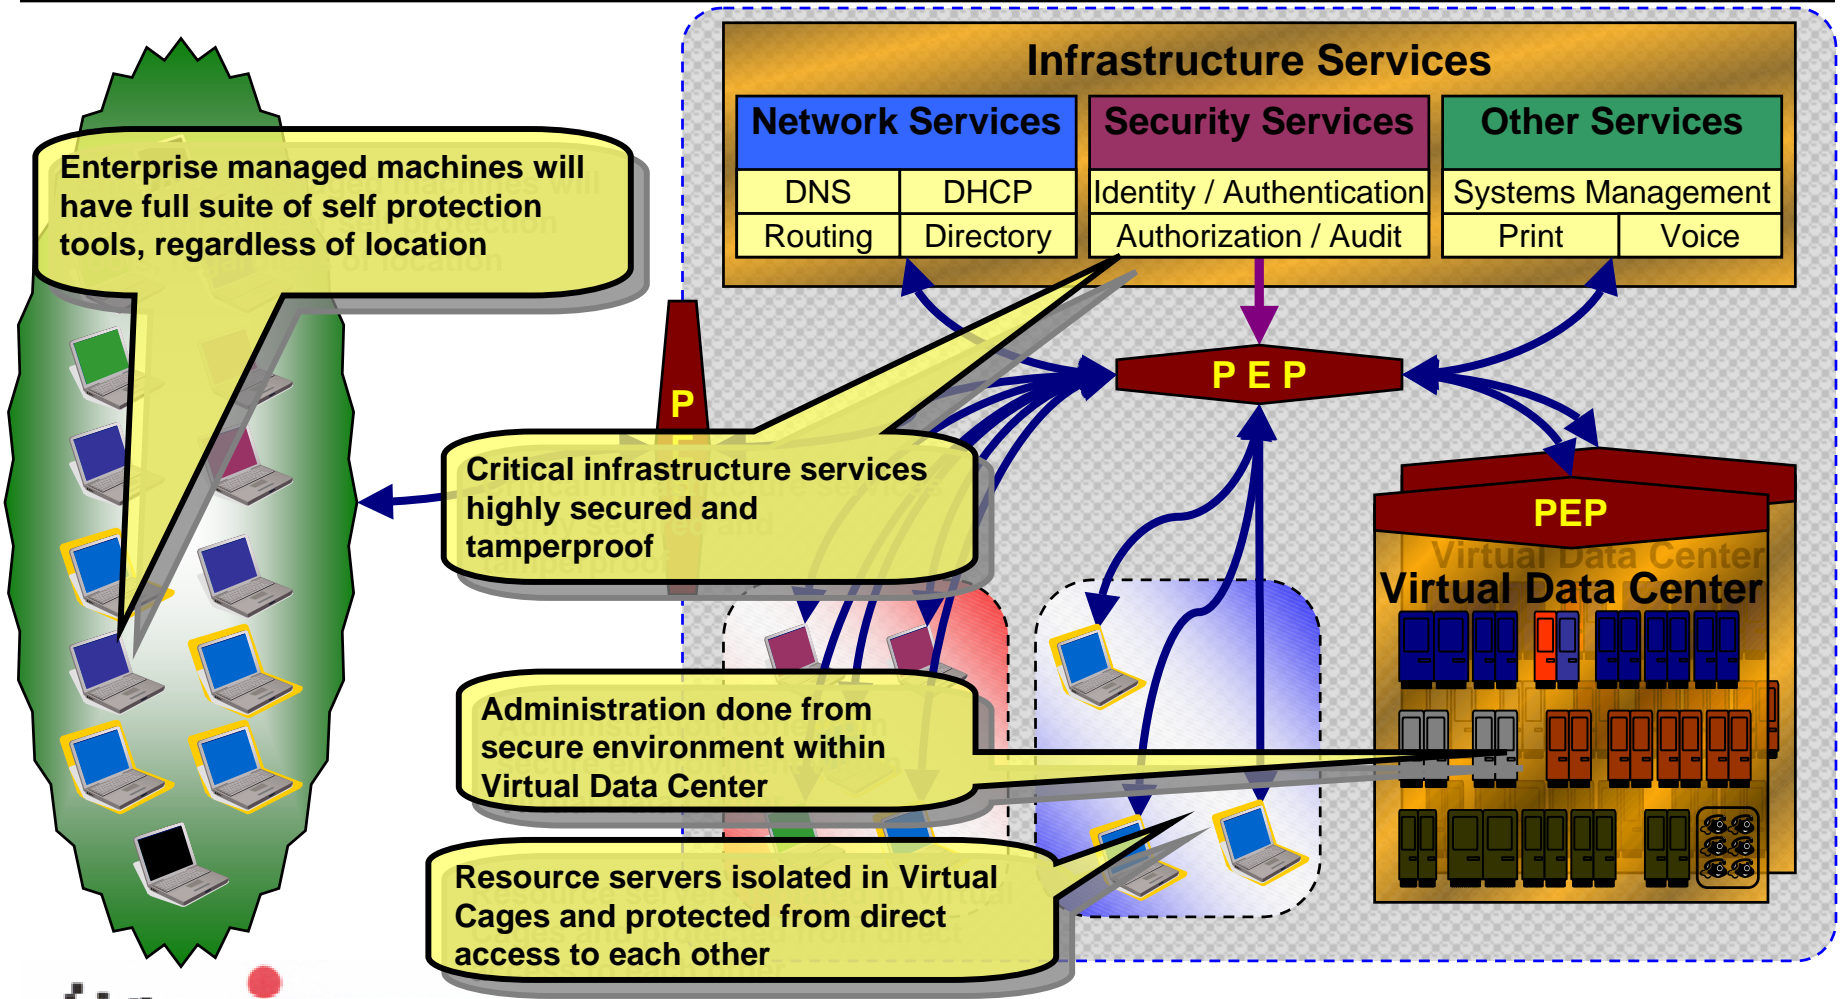 Infrastructure Services
Network Services
Security Services
Other Services
DNS
DHCP
Identity / Authentication
Systems Management
Routing
Directory
Authorization / Audit
Print
Voice
Enterprise managed machines will
have full suite of self protection
tools, regardless of location
P E P
P
Critical infrastructure services
highly secured and
tamperproof
PEP
Virtual Data Center
Virtual Data Center
Administration done from
secure environment within
Virtual Data Center
Resource servers isolated in Virtual
Cages and protected from direct
access to each other